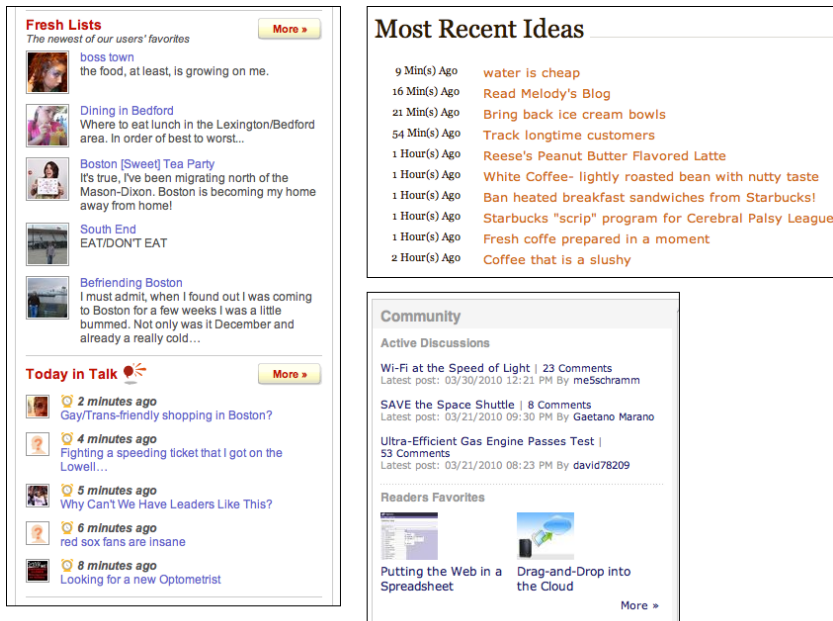 Fresh Lists
More »
The newest of our users' favorites
boss town
the food, at least, is growing on me.
Dining in Bedford
Where to eat lunch in the Lexington/Bedford
area. In order of best to worst...
Boston [Sweet] Tea Party
It's true, I've been migrating north of the
Mason-Dixon. Boston is becoming my home
away from home!
South End
EAT/DON'T EAT
Befriending Boston
I must admit, when I found out I was coming
to Boston for a few weeks I was a little
bummed. Not only was it December and
already a really cold…
Today in Talk
More »
2 minutes ago
Gay/Trans-friendly shopping in Boston?
4 minutes ago
Fighting a speeding ticket that I got on the
Lowell…
5 minutes ago
Why Can't We Have Leaders Like This?
6 minutes ago
red sox fans are insane
8 minutes ago
Looking for a new Optometrist
Most Recent Ideas
9 Min(s) Ago water is cheap
16 Min(s) Ago Read Melody's Blog
21 Min(s) Ago Bring back ice cream bowls
54 Min(s) Ago Track longtime customers
1 Hour(s) Ago Reese's Peanut Butter Flavored Latte
1 Hour(s) Ago White Coffee- lightly roasted bean with nutty taste
1 Hour(s) Ago Ban heated breakfast sandwiches from Starbucks!
1 Hour(s) Ago Starbucks "scrip" program for Cerebral Palsy League
1 Hour(s) Ago Fresh coffe prepared in a moment
2 Hour(s) Ago Coffee that is a slushy
Community
Active Discussions
Wi-Fi at the Speed of Light | 23 Comments
Latest post: 03/30/2010 12:21 PM By me5schramm
SAVE the Space Shuttle | 8 Comments
Latest post: 03/21/2010 09:30 PM By Gaetano Marano
Ultra-Efficient Gas Engine Passes Test |
53 Comments
Latest post: 03/21/2010 08:23 PM By david78209
Readers Favorites
Putting the Web in a
Spreadsheet
Drag-and-Drop into
the Cloud
More »